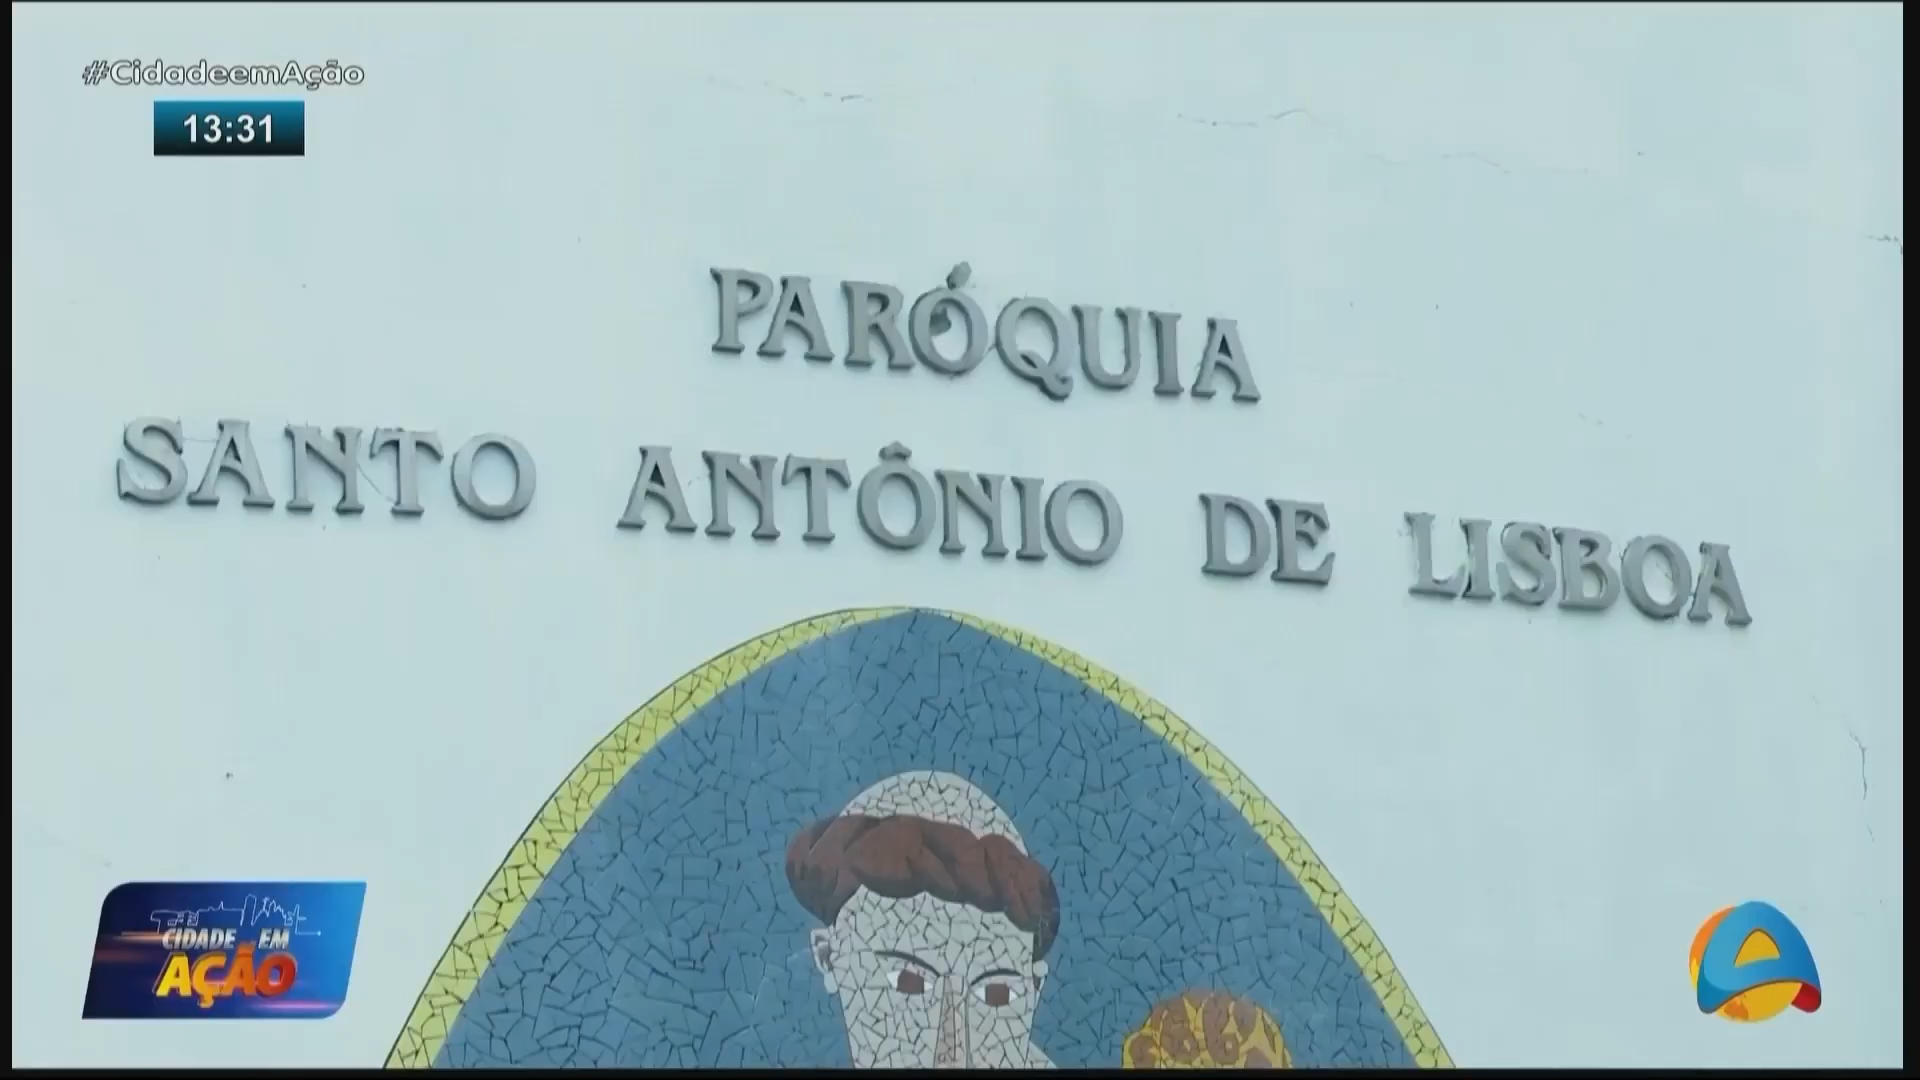 #CidadeemAção
13:31
PARÓQUIA
SANTO ANTÔNIO DE LISBOA
CIDADE EM
AÇÃO